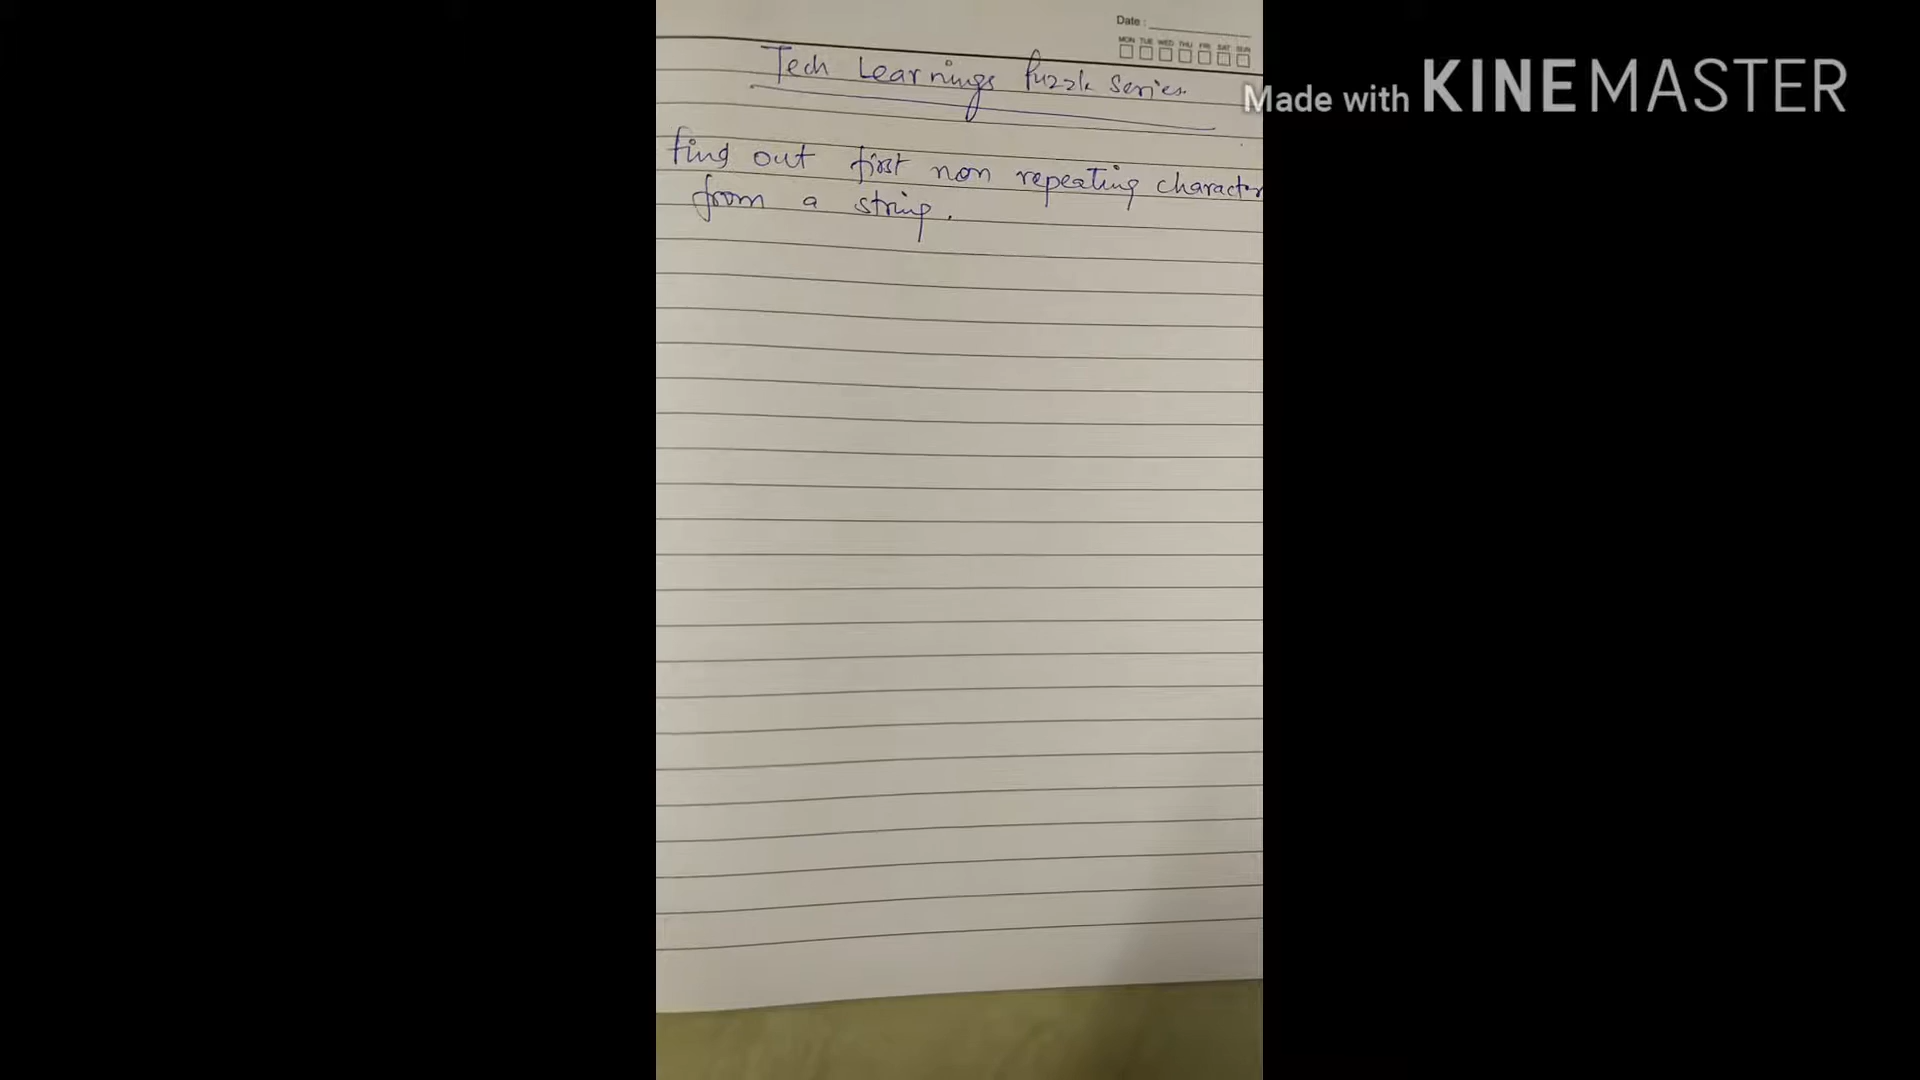 Date :
MON TUE WED THU FRI SAT SUN
Tech Learnings Puzzle Series.
Made with KINEMASTER
find out first non repeating character
from a string.